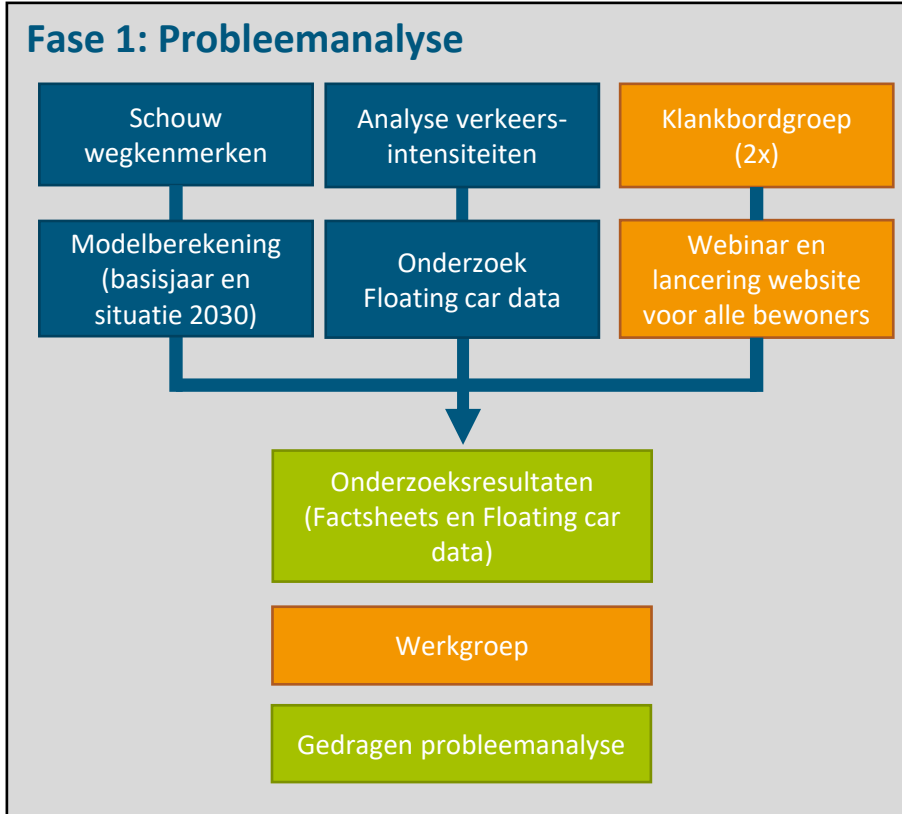 Fase 1: Probleemanalyse
Schouw
wegkenmerken
Analyse verkeers-
intensiteiten
Klankbordgroep
(2x)
Modelberekening
(basisjaar en
situatie 2030)
Onderzoek
Floating car data
Webinar en
lancering website
voor alle bewoners
Onderzoeksresultaten
(Factsheets en Floating car
data)
Werkgroep
Gedragen probleemanalyse